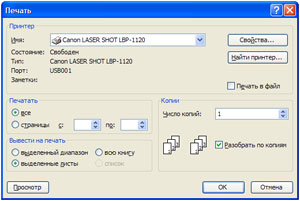 Печать
Принтер
Имя: Canon LASER SHOT LBP-1120 Свойства...
Состояние: Свободен
Тип: Canon LASER SHOT LBP-1120 Найти принтер...
Порт: USB001
Заметки: Печать в файл
Печатать
все
страницы с: по:
Вывести на печать
выделенный диапазон всю книгу
выделенные листы список
Копии
Число копий: 1
Разобрать по копиям
Просмотр ОК Отмена